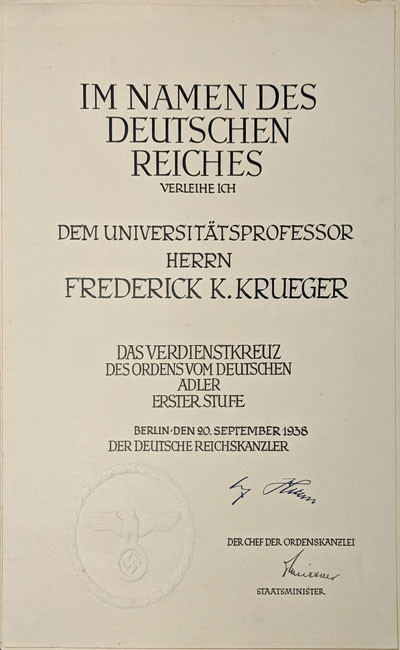 IM NAMEN DES
DEUTSCHEN
REICHES
VERLEIHE ICH
DEM UNIVERSITÄTSPROFESSOR
HERRN
FREDERICK K. KRUEGER
DAS VERDIENSTKREUZ
DES ORDENS VOM DEUTSCHEN
ADLER
ERSTER STUFE
BERLIN·DEN 20. SEPTEMBER 1938
DER DEUTSCHE REICHSKANZLER
DER CHEF DER ORDENSKANZLEI
STAATSMINISTER